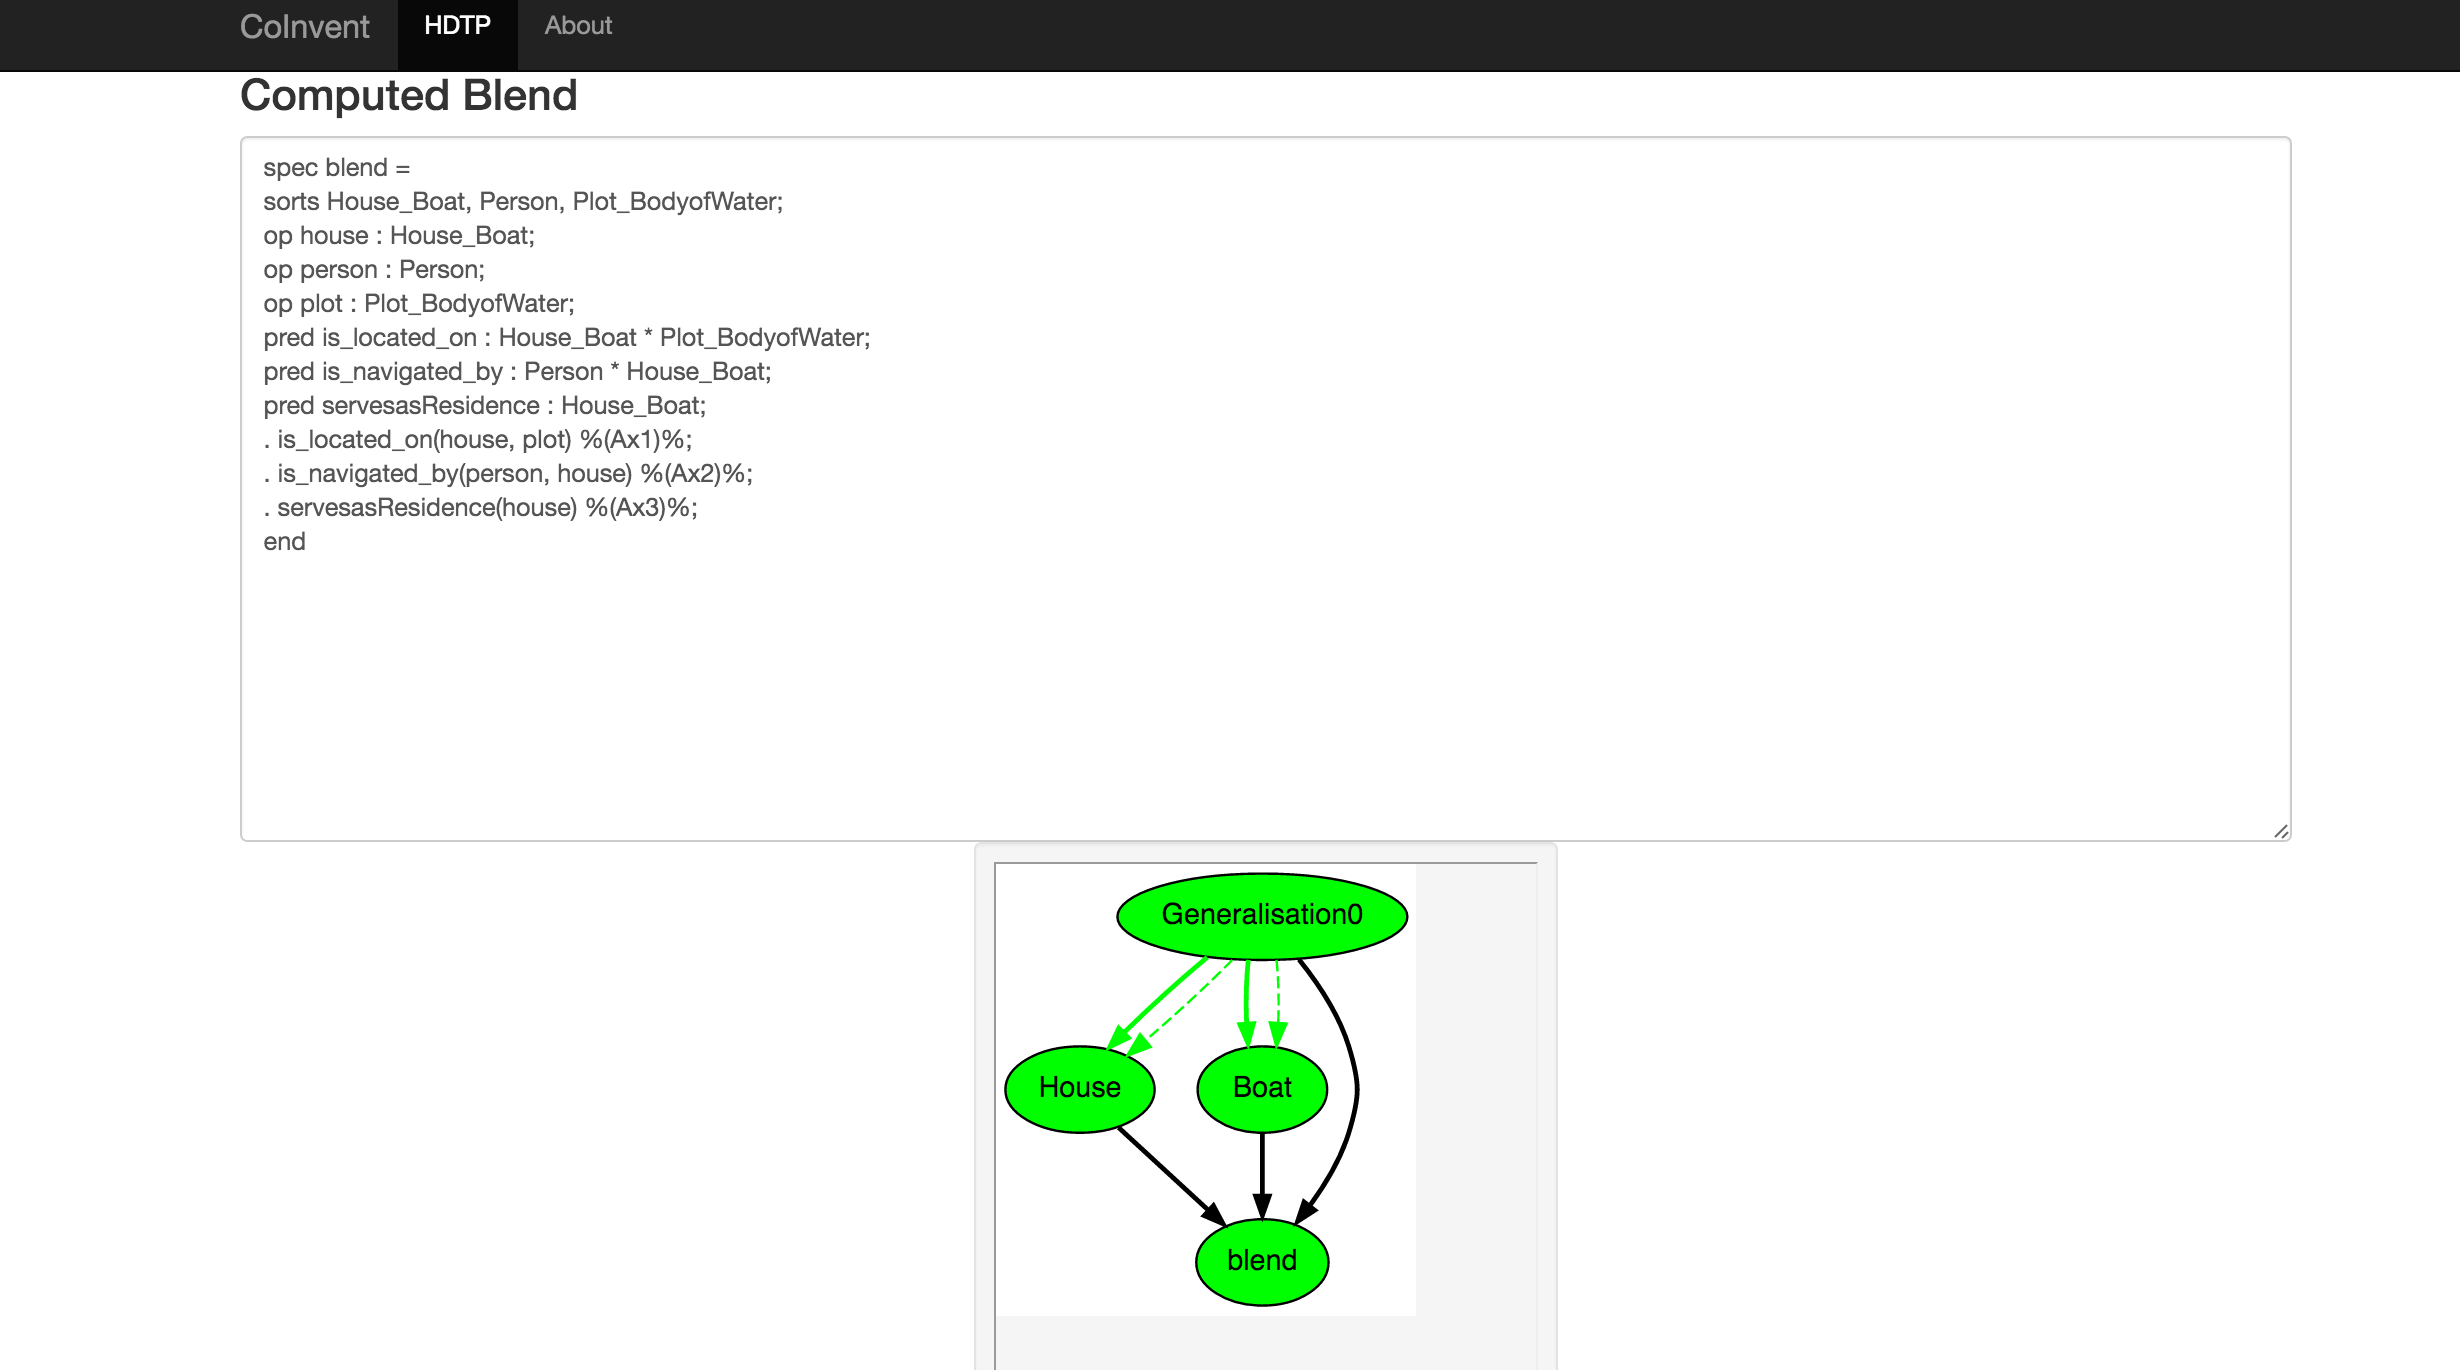 CoInvent HDTP About
Computed Blend
spec blend =
sorts House_Boat, Person, Plot_BodyofWater;
op house : House_Boat;
op person : Person;
op plot : Plot_BodyofWater;
pred is_located_on : House_Boat * Plot_BodyofWater;
pred is_navigated_by : Person * House_Boat;
pred servesasResidence : House_Boat;
. is_located_on(house, plot) %(Ax1)%;
. is_navigated_by(person, house) %(Ax2)%;
. servesasResidence(house) %(Ax3)%;
end
Generalisation0
House Boat
blend